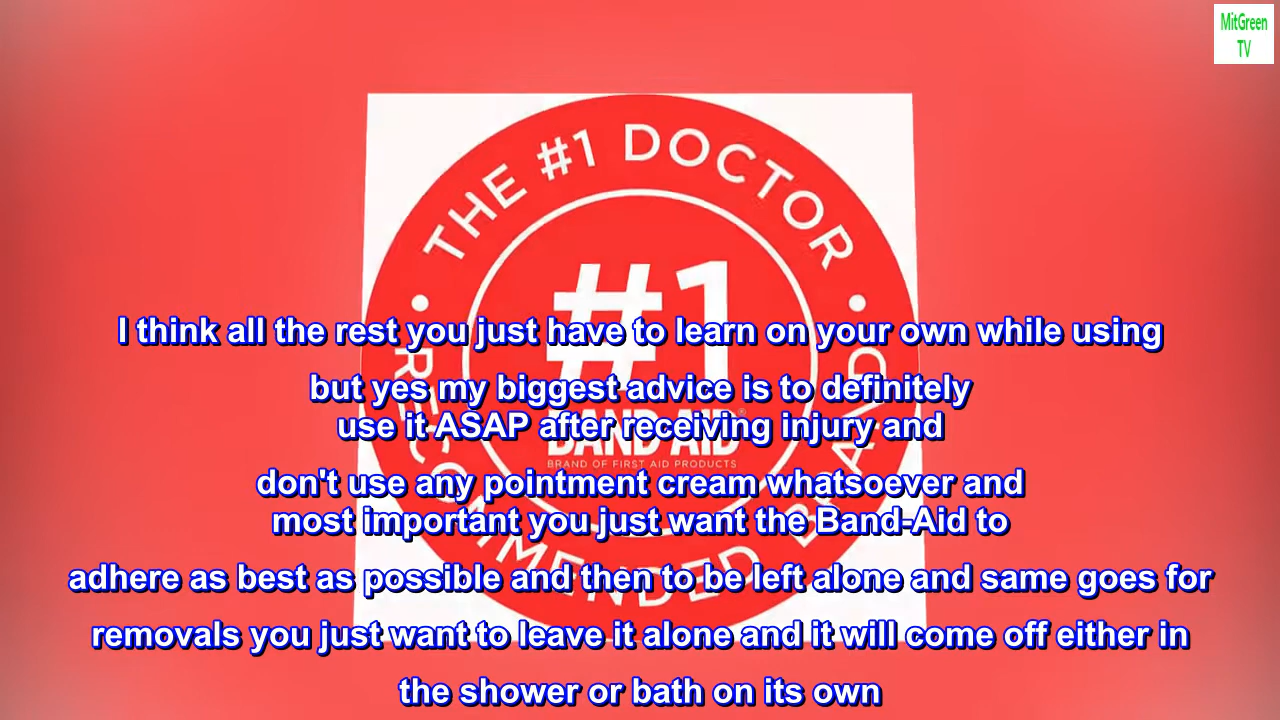 MitGreen
TV
THE #1 DOCTOR
#1
BAND-AID®
BRAND OF FIRST AID PRODUCTS
RECOMMENDED BRAND
I think all the rest you just have to learn on your own while using
but yes my biggest advice is to definitely
use it ASAP after receiving injury and
don't use any pointment cream whatsoever and
most important you just want the Band-Aid to
adhere as best as possible and then to be left alone and same goes for
removals you just want to leave it alone and it will come off either in
the shower or bath on its own